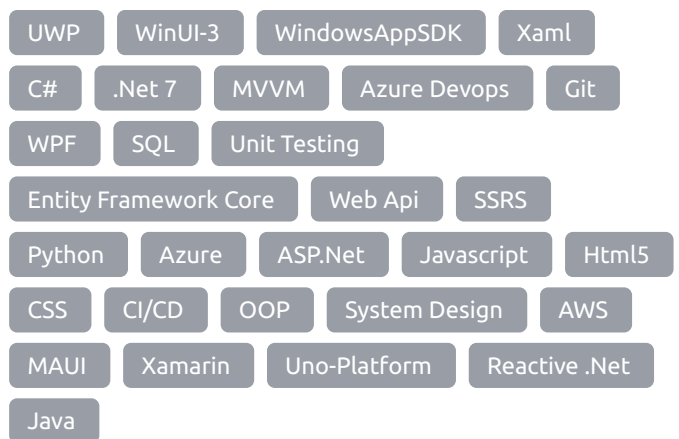 UWP WinUI-3 WindowsAppSDK Xaml
C# .Net 7 MVVM Azure Devops Git
WPF SQL Unit Testing
Entity Framework Core Web Api SSRS
Python Azure ASP.Net Javascript Html5
CSS CI/CD OOP System Design AWS
MAUI Xamarin Uno-Platform Reactive .Net
Java